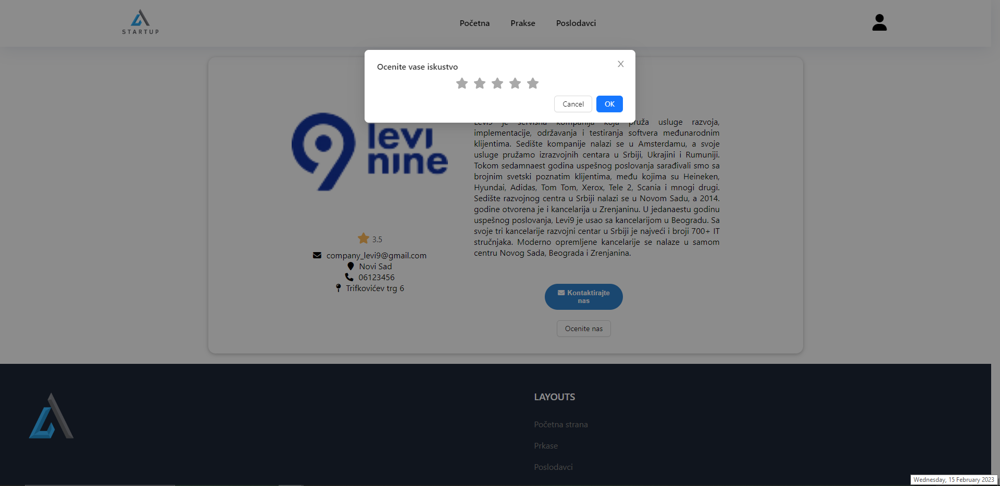 STARTUP
Početna
Prakse
Poslodavci
Ocenite vase iskustvo
Cancel
OK
levi
nine
Levi9 je servisna kompanija koja pruža usluge razvoja,
implementacije, održavanja i testiranja softvera međunarodnim
klijentima. Sedište kompanije nalazi se u Amsterdamu, a svoje
usluge pružamo izrazvojnih centara u Srbiji, Ukrajini i Rumuniji.
Tokom sedamnaest godina uspešnog poslovanja sarađivali smo sa
brojnim svetski poznatim klijentima, među kojima su Heineken,
Hyundai, Adidas, Tom Tom, Xerox, Tele 2, Scania i mnogi drugi.
Sedište razvojnog centra u Srbiji nalazi se u Novom Sadu, a 2014.
godine otvorena je i kancelarija u Zrenjaninu. U jedanaestu godinu
uspešnog poslovanja, Levi9 je usao sa kancelarijom u Beogradu. Sa
svoje tri kancelarije razvojni centar u Srbiji je najveći i broji 700+ IT
stručnjaka. Moderno opremljene kancelarije se nalaze u samom
centru Novog Sada, Beograda i Zrenjanina.
3.5
company_levi9@gmail.com
Novi Sad
06123456
Trifkovićev trg 6
Kontaktirajte
nas
Ocenite nas
LAYOUTS
Početna strana
Prkase
Poslodavci
Wednesday, 15 February 2023